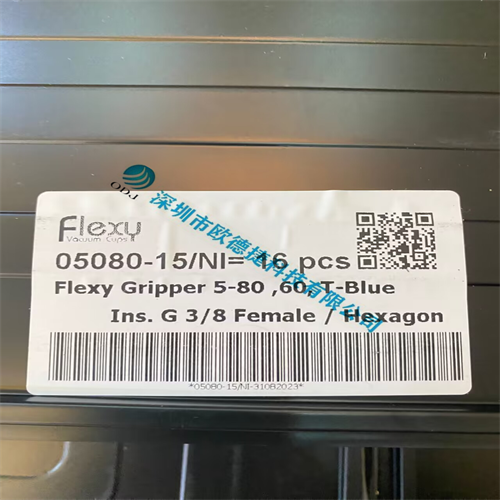 Flexy
Vacuum Cups
05080-15/NI= 16 pcs
Flexy Gripper 5-80 ,60, T-Blue
Ins. G 3/8 Female / Hexagon
*05080-15/NI-31082023*
ODJ
深圳市欧德捷科技有限公司